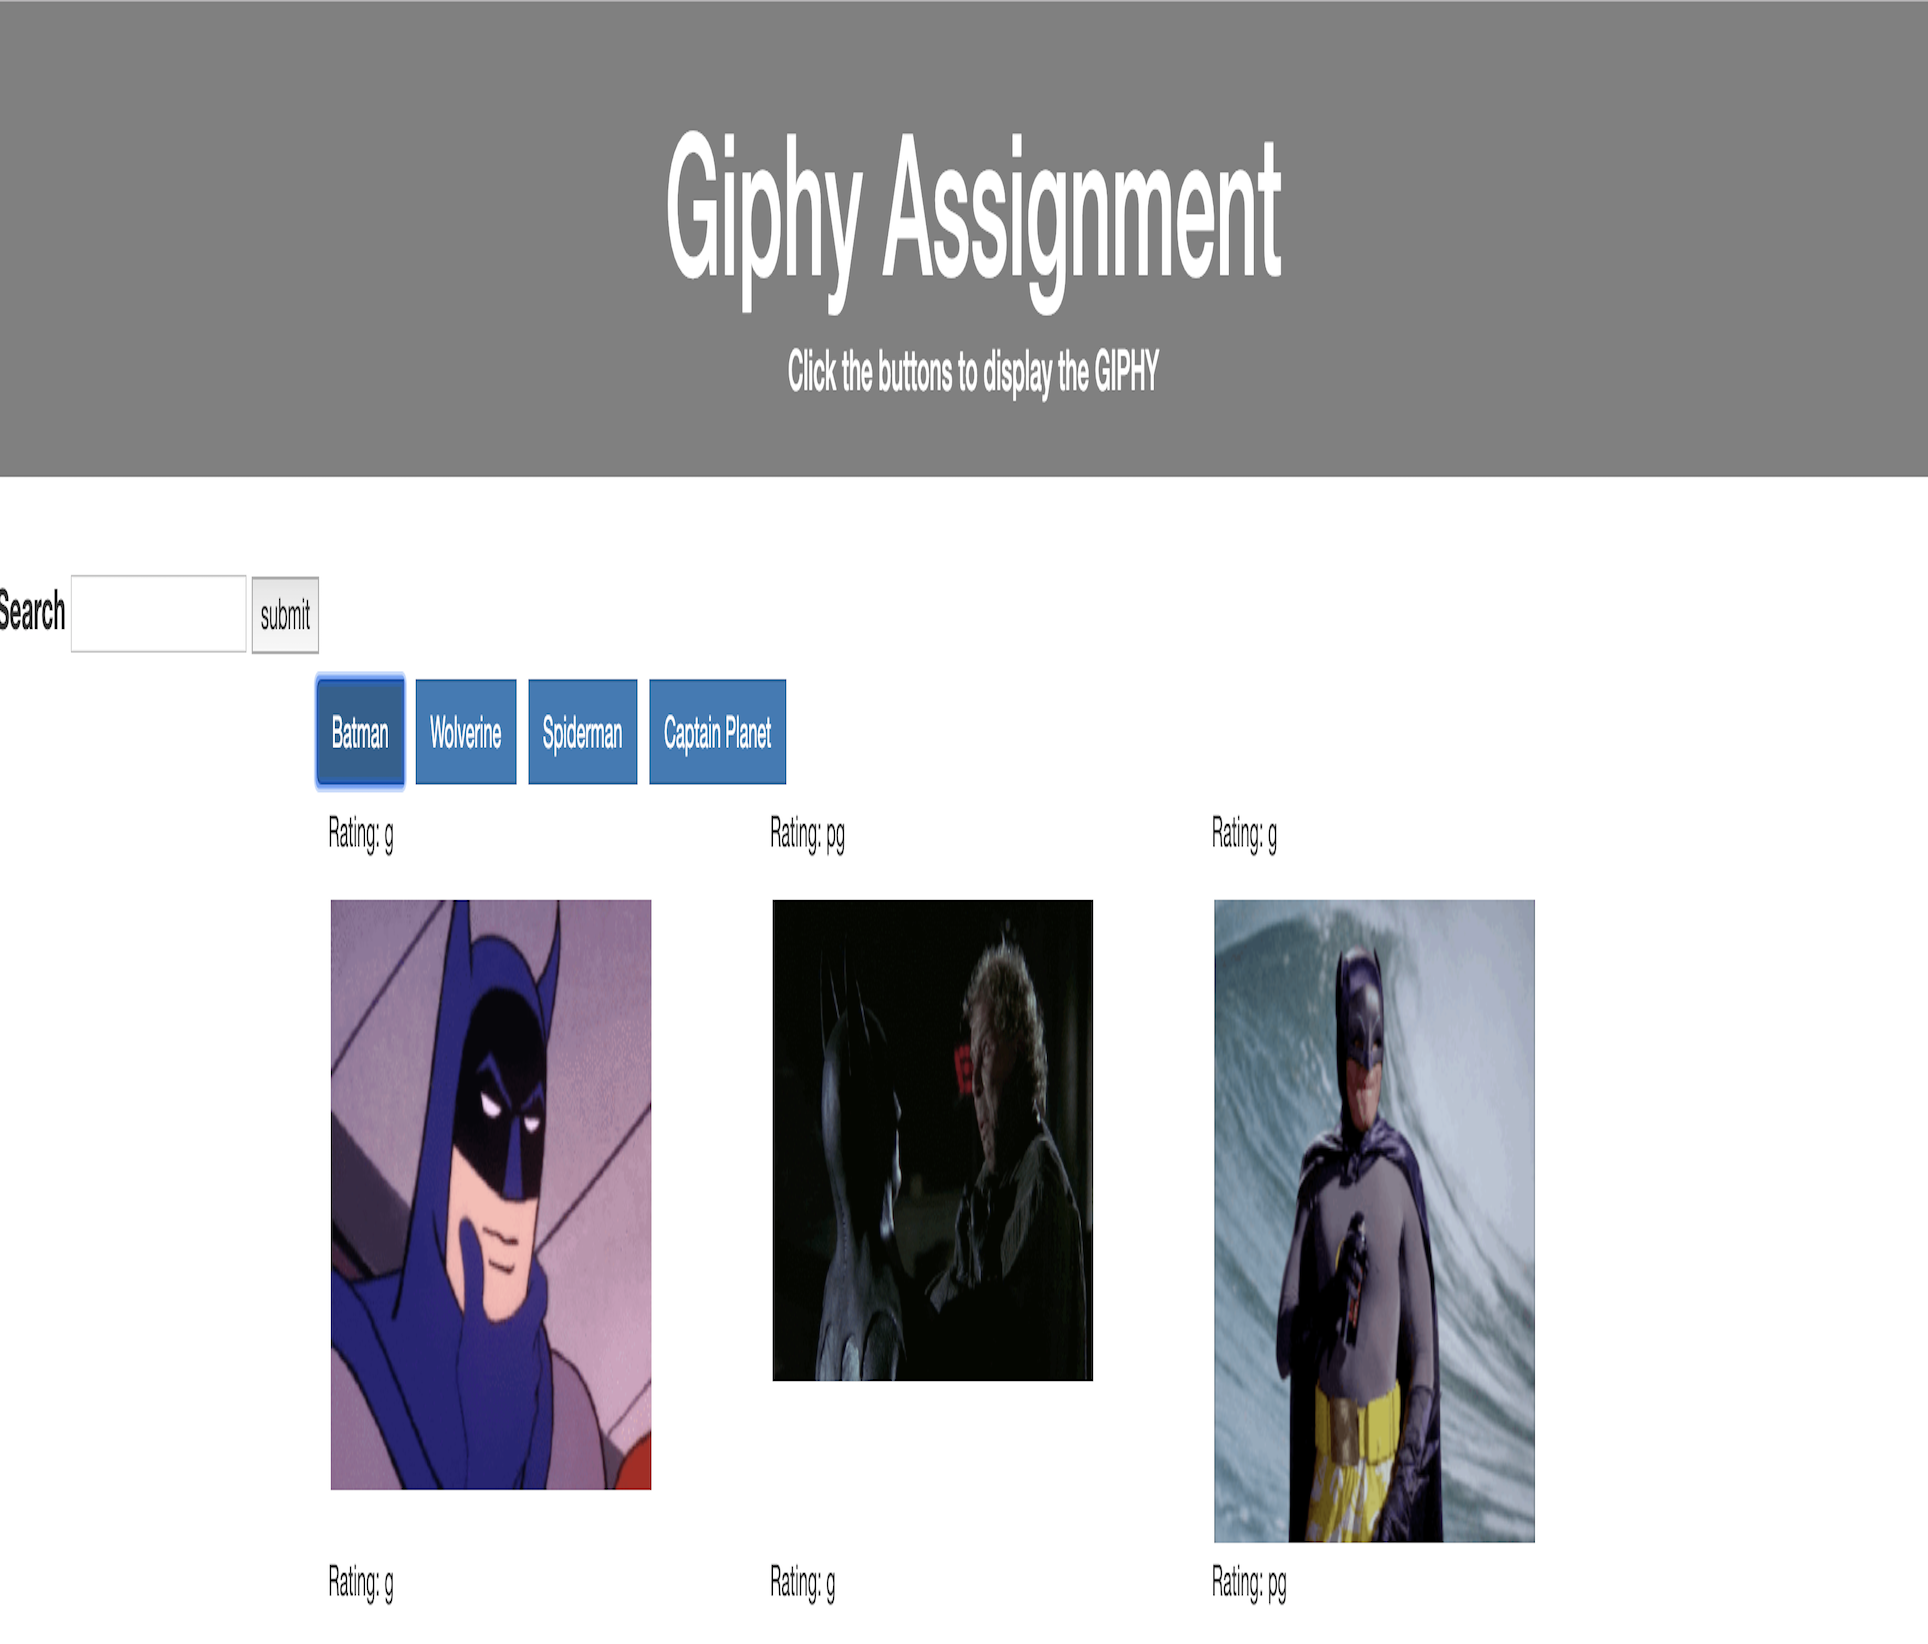 Giphy Assignment
Click the buttons to display the GIPHY
Search submit
Batman Wolverine Spiderman Captain Planet
Rating: g Rating: pg Rating: g
Rating: g Rating: g Rating: pg